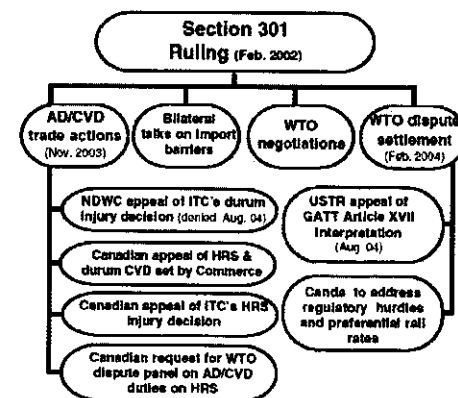 Section 301
Ruling (Feb. 2002)
AD/CVD
trade actions
(Nov. 2003)
Bilateral
talks on import
barriers
WTO
negotiations
WTO dispute
settlement
(Feb. 2004)
NDWC appeal of ITC's durum
injury decision (denied Aug. 04)
Canadian appeal of HRS &
durum CVD set by Commerce
Canadian appeal of ITC's HRS
injury decision
Canadian request for WTO
dispute panel on AD/CVD
duties on HRS
USTR appeal of
GATT Article XVII
interpretation
(Aug 04)
Canda to address
regulatory hurdles
and preferential rail
rates